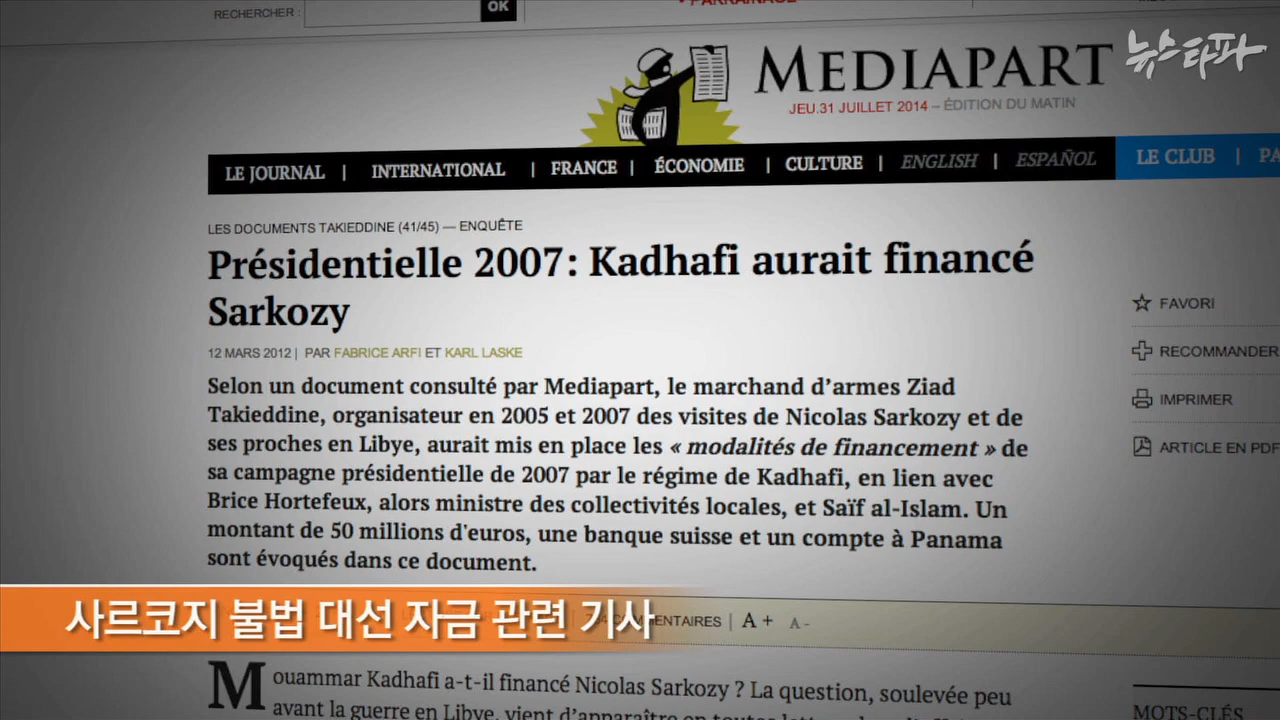 RECHERCHER :
OK
뉴스타파
MEDIAPART
JEU.31 JUILLET 2014 – ÉDITION DU MATIN
LE JOURNAL | INTERNATIONAL | FRANCE | ÉCONOMIE | CULTURE | ENGLISH | ESPAÑOL
LE CLUB |
LES DOCUMENTS TAKIEDDINE (41/45) — ENQUÊTE
Présidentielle 2007: Kadhafi aurait financé
Sarkozy
12 MARS 2012 | PAR FABRICE ARFI ET KARL LASKE
Selon un document consulté par Mediapart, le marchand d'armes Ziad
Takieddine, organisateur en 2005 et 2007 des visites de Nicolas Sarkozy et de
ses proches en Libye, aurait mis en place les « modalités de financement » de
sa campagne présidentielle de 2007 par le régime de Kadhafi, en lien avec
Brice Hortefeux, alors ministre des collectivités locales, et Saïf al-Islam. Un
montant de 50 millions d'euros, une banque suisse et un compte à Panama
sont évoqués dans ce document.
FAVORI
RECOMMANDER
IMPRIMER
ARTICLE EN PDF
사르코지 불법 대선 자금 관련 기사
| A + A -
Mouammar Kadhafi a-t-il financé Nicolas Sarkozy ? La question, soulevée peu
avant la guerre en Libye, vient d'apparaître en toutes
MOTS-CLÉS